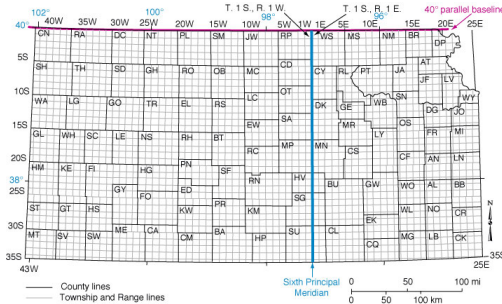 102° 100° 98° T. 1 S., R. 1 W. T. 1 S., R. 1 E. 96° 40° parallel baseline
40° 40W 35W 30W 25W 20W 15W 10W 5W 1E 5E 10E 15E 20E 25E
CN RA DC NT PL SM JW RP WS MS NM BR DP
5S SH TH SD GH RO OB MC CD CY RL PT JA AT
JF LV
10S WA LG GO TR EL RS LC OT DK GE WB SN WY
DG JO
15S GL WH SC LE NS RH BT EW SA MR LY OS FR MI
20S RC MP MN CS CF AN LN
HM KE FI HG PN SF RN HV
38°
25S GY FO ED SG BU GW WO AL BB
30S ST GT HS KW PR KM EK WL NO CR
MT SV SW ME CA CM BA HP SU CL CQ MG LB CK
35S 35S
43W 25E
N
County lines
Township and Range lines
Sixth Principal
Meridian
0 50 100 mi
0 50 100 km